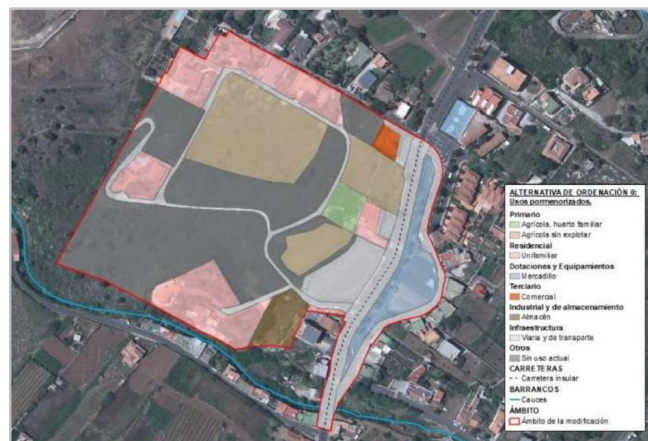 ALTERNATIVA DE ORDENACIÓN 0:
Usos pormenorizados.
Primario
Agrícola, huerto familiar
Agrícola sin explotar
Residencial
Unifamiliar
Dotaciones y Equipamientos
Mercadillo
Terciario
Comercial
Industrial y de almacenamiento
Almacén
Infraestructura
Viaria y de transporte
Otros
Sin uso actual
CARRETERAS
Carretera insular
BARRANCOS
Cauces
ÁMBITO
Ámbito de la modificación